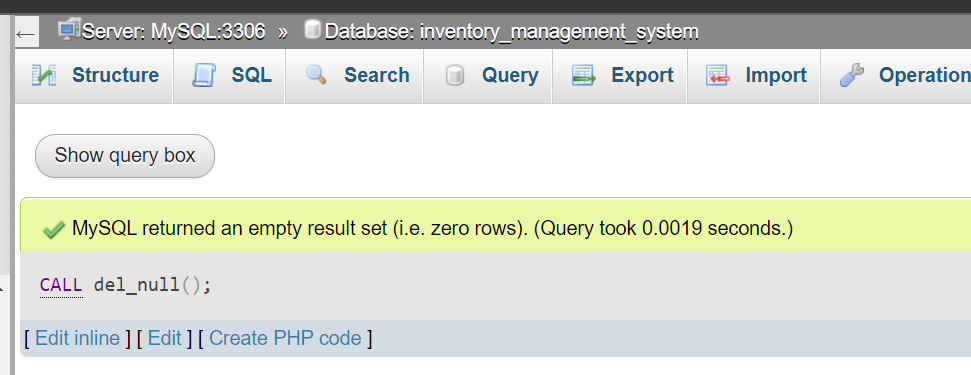 Server: MySQL:3306 » Database: inventory_management_system
Structure SQL Search Query Export Import Operation
Show query box
MySQL returned an empty result set (i.e. zero rows). (Query took 0.0019 seconds.)
CALL del_null();
[ Edit inline ] [ Edit ] [ Create PHP code ]